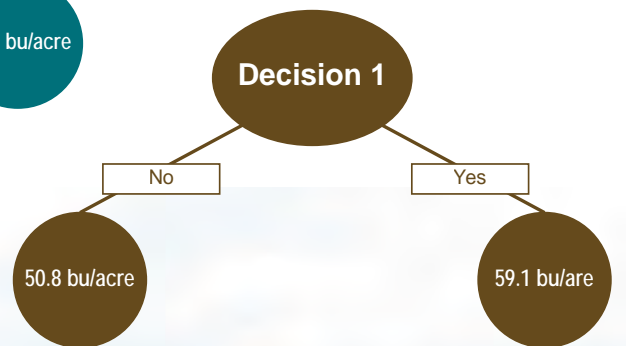 bu/acre
Decision 1
No
Yes
50.8 bu/acre
59.1 bu/are